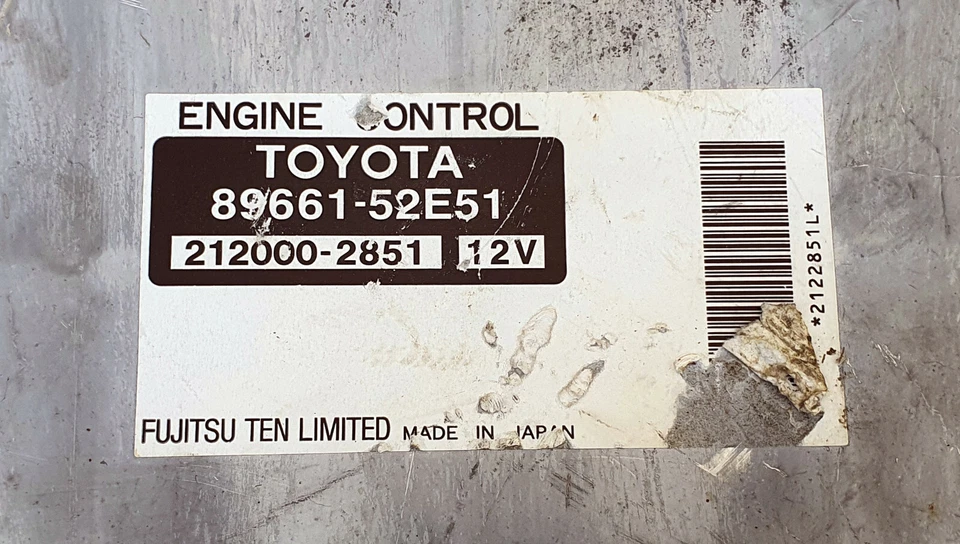 ENGINE CONTROL
TOYOTA
89661-52E51
212000-2851 12V
*2122851L*
FUJITSU TEN LIMITED MADE IN JAPAN